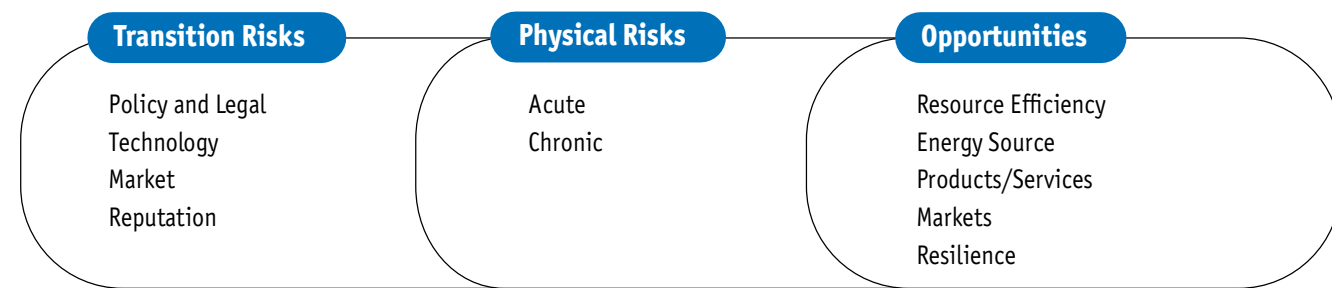 Transition Risks
Policy and Legal
Technology
Market
Reputation
Physical Risks
Acute
Chronic
Opportunities
Resource Efficiency
Energy Source
Products/Services
Markets
Resilience